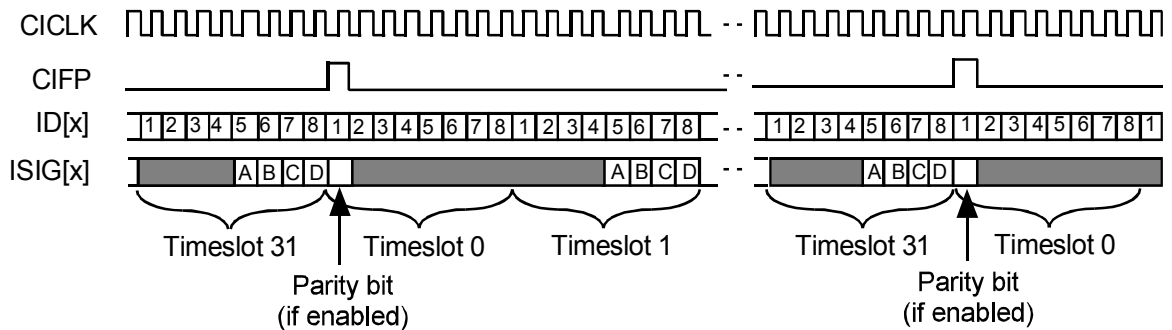 CICLK
CIFP
ID[x] 1 2 3 4 5 6 7 8 1 2 3 4 5 6 7 8 1 2 3 4 5 6 7 8 1 2 3 4 5 6 7 8 1 2 3 4 5 6 7 8 1
ISIG[x] A B C D A B C D A B C D
Timeslot 31 Timeslot 0 Timeslot 1 Timeslot 31 Timeslot 0
Parity bit Parity bit
(if enabled) (if enabled)